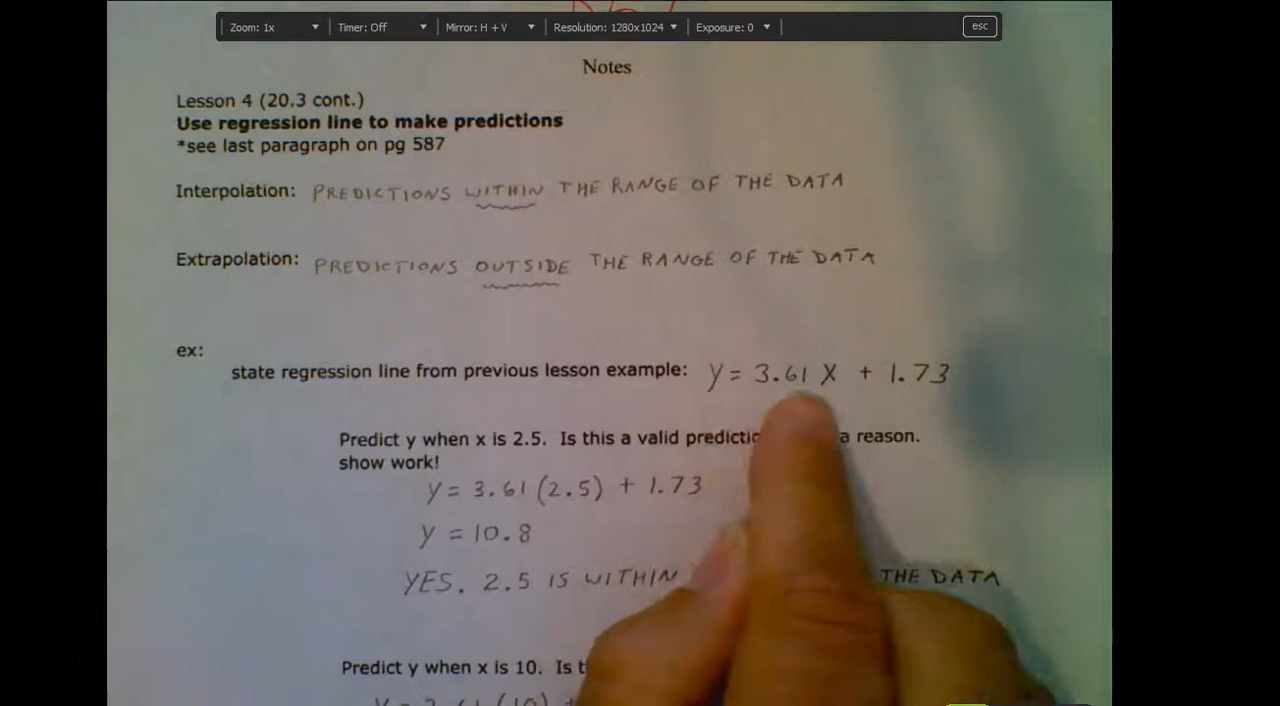 Zoom: 1x Timer: Off Mirror: H + V Resolution: 1280x1024 Exposure: 0 esc
Notes
Lesson 4 (20.3 cont.)
Use regression line to make predictions
*see last paragraph on pg 587
Interpolation: PREDICTIONS WITHIN THE RANGE OF THE DATA
Extrapolation: PREDICTIONS OUTSIDE THE RANGE OF THE DATA
ex:
state regression line from previous lesson example: y = 3.61 X + 1.73
Predict y when x is 2.5. Is this a valid a reason.
show work!
y = 3.61 (2.5) + 1.73
y = 10.8
YES. 2.5 IS WITHIN THE DATA
Predict y when x is 10. Is